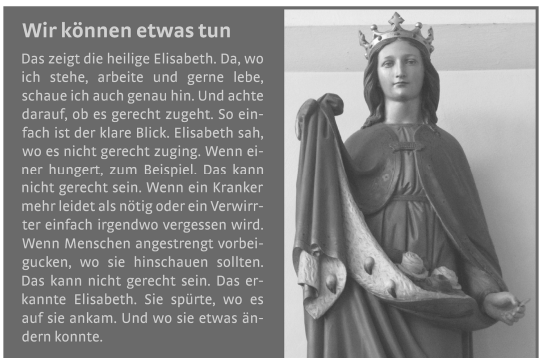 Wir können etwas tun
Das zeigt die heilige Elisabeth. Da, wo
ich stehe, arbeite und gerne lebe,
schaue ich auch genau hin. Und achte
darauf, ob es gerecht zugeht. So ein-
fach ist der klare Blick. Elisabeth sah,
wo es nicht gerecht zuging. Wenn ei-
ner hungert, zum Beispiel. Das kann
nicht gerecht sein. Wenn ein Kranker
mehr leidet als nötig oder ein Verwirr-
ter einfach irgendwo vergessen wird.
Wenn Menschen angestrengt vorbei-
gucken, wo sie hinschauen sollten.
Das kann nicht gerecht sein. Das er-
kannte Elisabeth. Sie spürte, wo es
auf sie ankam. Und wo sie etwas än-
dern konnte.